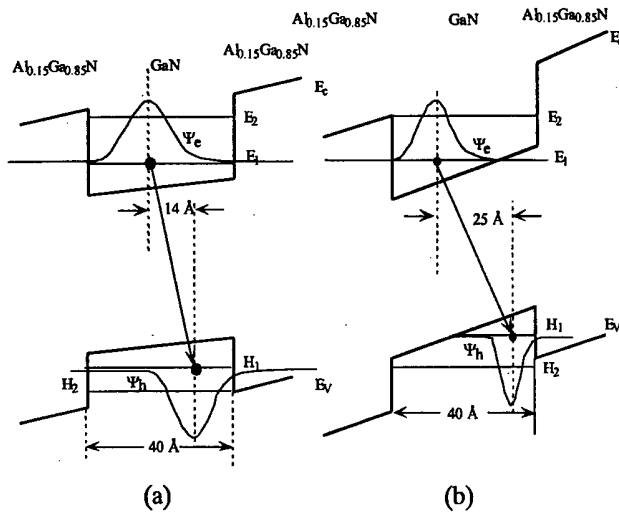 Al0.15Ga0.85N GaN Al0.15Ga0.85N
Al0.15Ga0.85N GaN Al0.15Ga0.85N
Ec
E2
Ψe
E1
14 Å
H2
Ψh
H1
EV
40 Å
(a)
E
E2
Ψe
E1
25 Å
H1
EV
Ψh
H2
40 Å
(b)